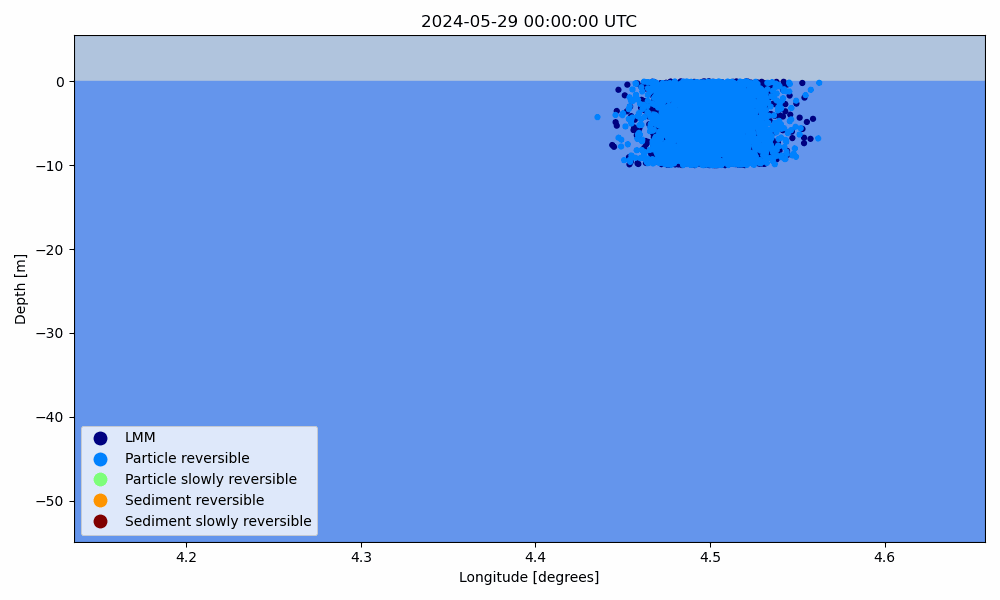 2024-05-29 00:00:00 UTC
0
−10
−20
−30
−40
−50
Depth [m]
LMM
Particle reversible
Particle slowly reversible
Sediment reversible
Sediment slowly reversible
4.2 4.3 4.4 4.5 4.6
Longitude [degrees]